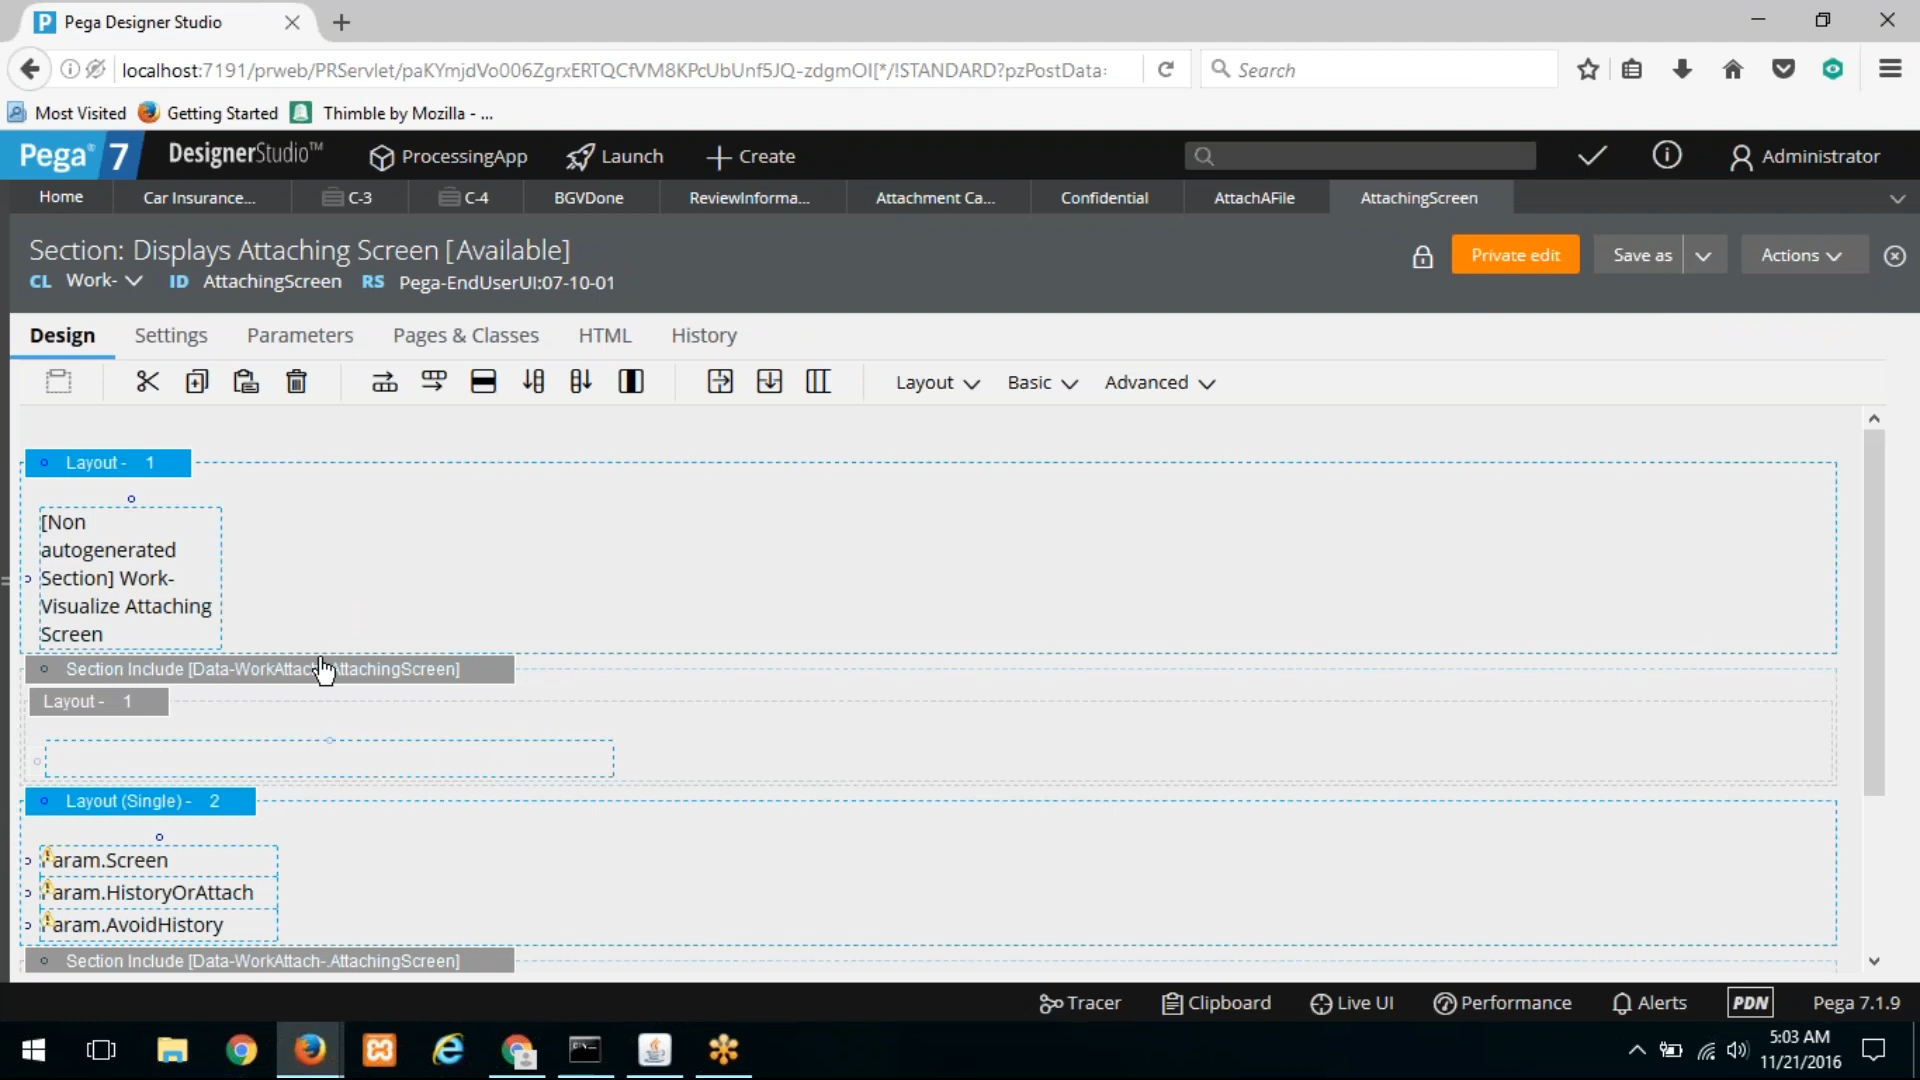 Pega Designer Studio
localhost:7191/prweb/PRServlet/paKYmjdVo006ZgrxERTQCfVM8KPcUbUnf5JQ-zdgmOI[*/!STANDARD?pzPostData:
Search
Most Visited Getting Started Thimble by Mozilla - ...
Pega 7 DesignerStudio™ ProcessingApp Launch Create Administrator
Home Car Insurance... C-3 C-4 BGVDone ReviewInforma... Attachment Ca... Confidential AttachAFile AttachingScreen
Section: Displays Attaching Screen [Available]
Private edit Save as Actions
CL Work- ID AttachingScreen RS Pega-EndUserUI:07-10-01
Design Settings Parameters Pages & Classes HTML History
Layout Basic Advanced
Layout - 1
[Non
autogenerated
Section] Work-
Visualize Attaching
Screen
Section Include [Data-WorkAttach AttachingScreen]
Layout - 1
Layout (Single) - 2
aram.Screen
aram.HistoryOrAttach
aram.AvoidHistory
Section Include [Data-WorkAttach-.AttachingScreen]
Tracer Clipboard Live UI Performance Alerts PDN Pega 7.1.9
5:03 AM
11/21/2016